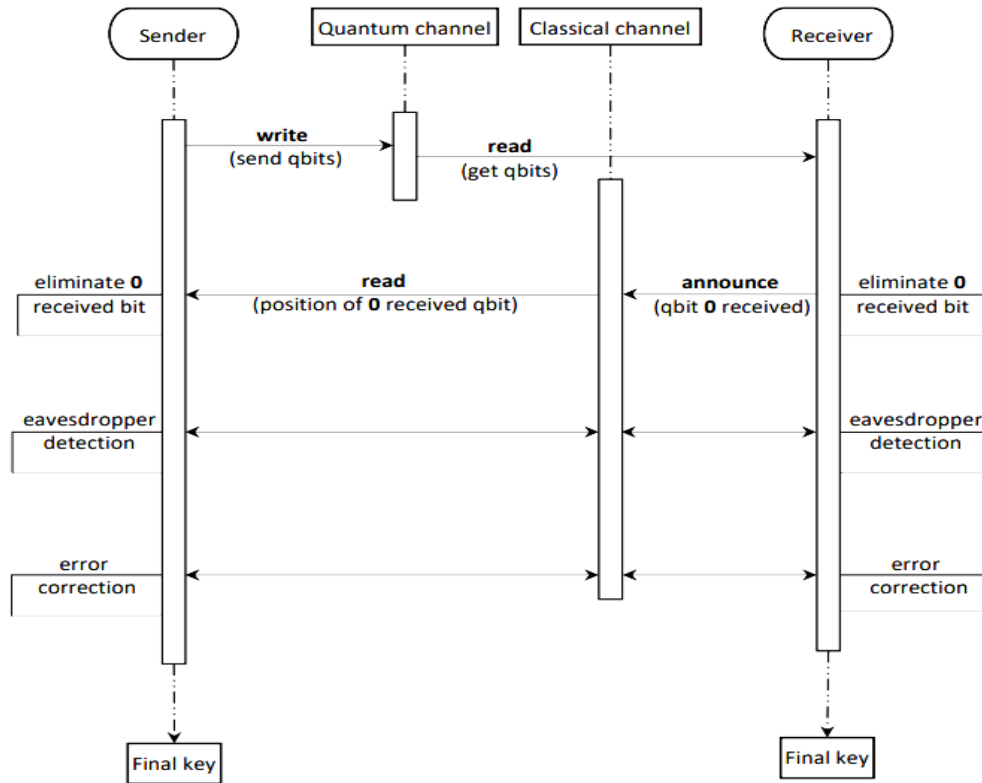 Sender
Quantum channel
Classical channel
Receiver
write
(send qbits)
read
(get qbits)
eliminate 0
received bit
read
(position of 0 received qbit)
announce
(qbit 0 received)
eliminate 0
received bit
eavesdropper
detection
eavesdropper
detection
error
correction
error
correction
Final key
Final key